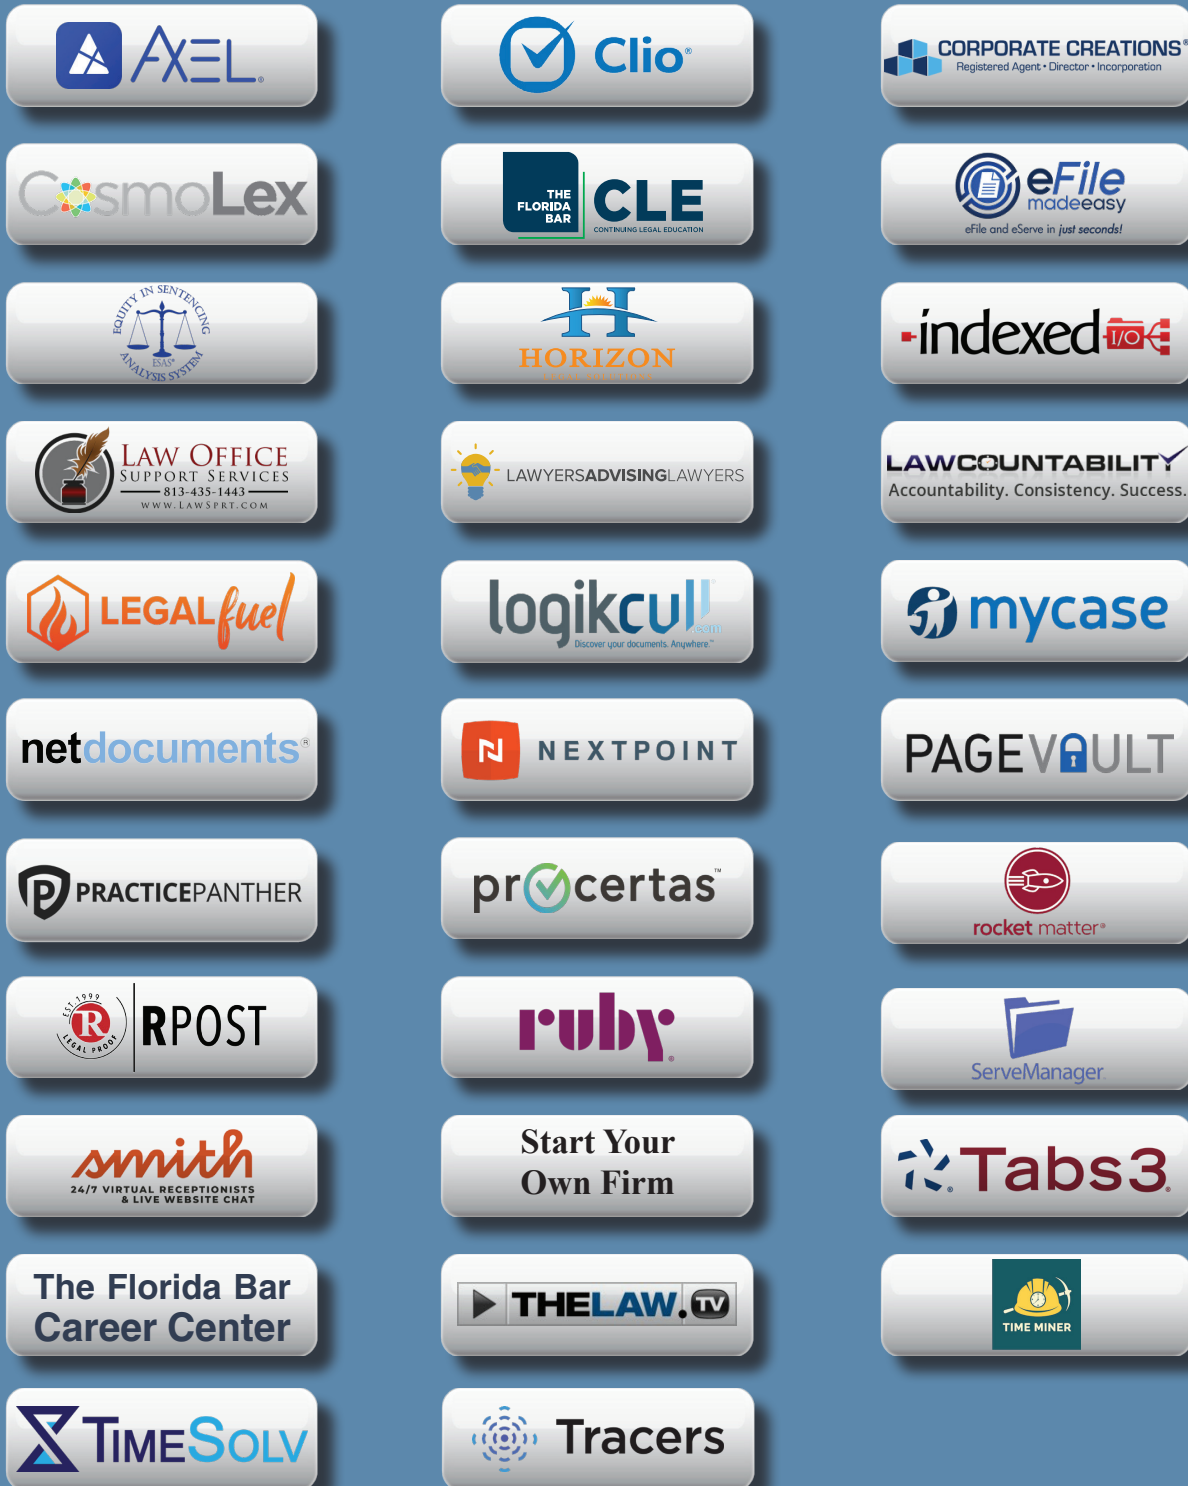 AXEL®
Clio®
CORPORATE CREATIONS®
Registered Agent • Director • Incorporation
CosmoLex
THE
FLORIDA
BAR
CLE
CONTINUING LEGAL EDUCATION
eFile
madeeasy
eFile and eServe in just seconds!
EQUITY IN SENTENCING
ESAS®
ANALYSIS SYSTEM
H
HORIZON
indexed I/O
LAW OFFICE
SUPPORT SERVICES
813-435-1443
WWW.LAWSPRT.COM
LAWYERSADVISINGLAWYERS
LAWCOUNTABILITY
Accountability. Consistency. Success.
LEGALfuel
logikcull®
.com
Discover your documents. Anywhere.™
mycase
netdocuments®
N NEXTPOINT
PAGEVAULT
P PRACTICEPANTHER
procertas™
rocket matter®
EST. 1999
R
LEGAL PROOF
RPOST
ruby®
ServeManager
smith
24/7 VIRTUAL RECEPTIONISTS
& LIVE WEBSITE CHAT
Start Your
Own Firm
® Tabs3®
The Florida Bar
Career Center
THELAW.TV
TIME MINER
TIMESOLV
Tracers